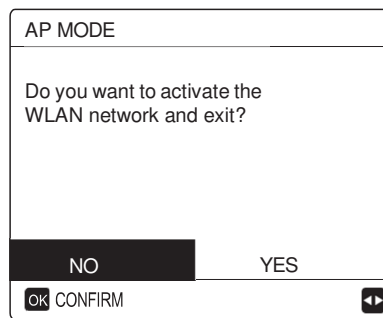 AP MODE
Do you want to activate the
WLAN network and exit?
NO YES
OK CONFIRM